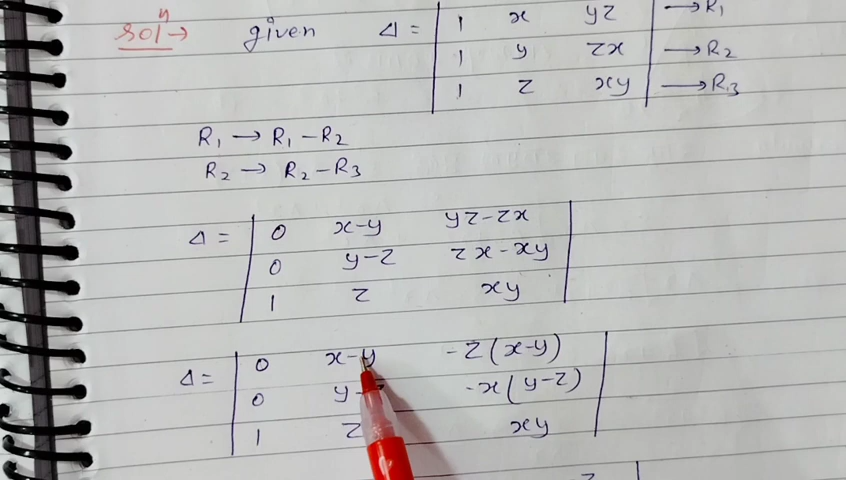 solⁿ → given Δ = | 1 x yz | → R₁
| 1 y zx | → R₂
| 1 z xy | → R₃
R₁ → R₁ - R₂
R₂ → R₂ - R₃
Δ = | 0 x-y yz-zx |
| 0 y-z zx-xy |
| 1 z xy |
Δ = | 0 x-y -z(x-y) |
| 0 -x(y-z) |
| 1 z xy |